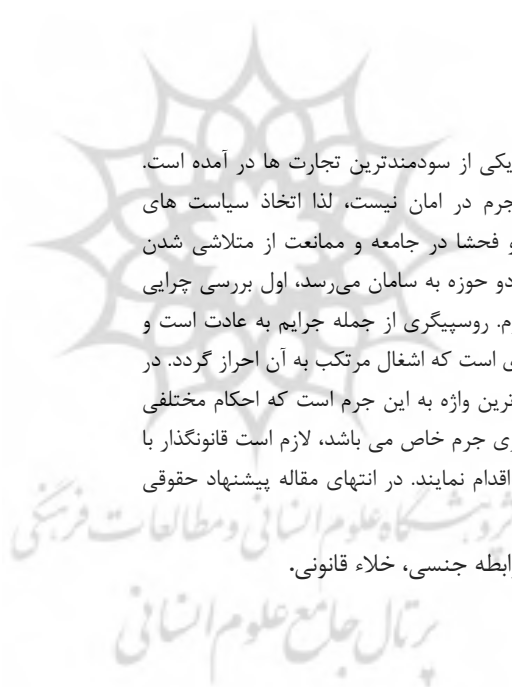 یکی از سودمندترین تجارت ها در آمده است.
جرم در امان نیست، لذا اتخاذ سیاست های
و فحشا در جامعه و ممانعت از متلاشی شدن
دو حوزه به سامان می‌رسد، اول بررسی چرایی
وم. روسپیگری از جمله جرایم به عادت است و
ی است که اشغال مرتکب به آن احراز گردد. در
ترین واژه به این جرم است که احکام مختلفی
ری جرم خاص می باشد، لازم است قانونگذار با
اقدام نمایند. در انتهای مقاله پیشنهاد حقوقی
پژوهشگاه علوم انسانی و مطالعات فرهنگی
رابطه جنسی، خلاء قانونی.
پرتال جامع علوم انسانی